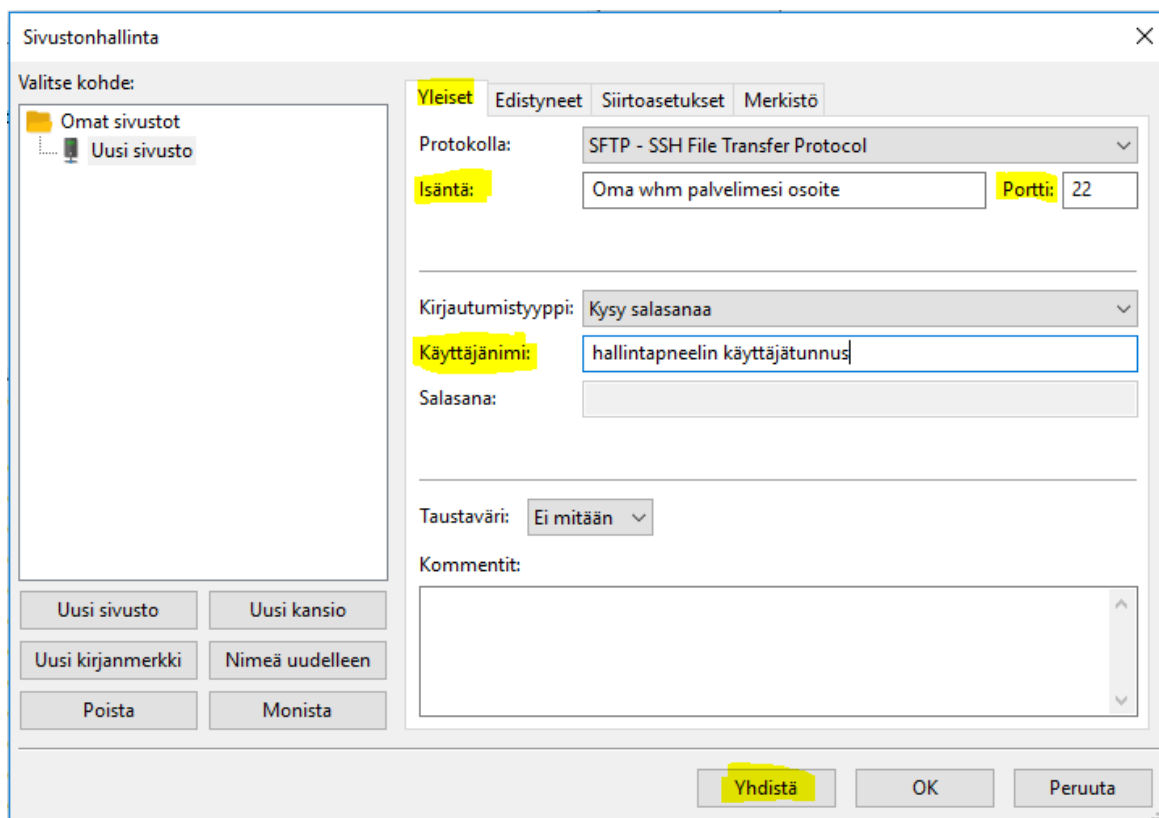 Sivustonhallinta
Valitse kohde:
Omat sivustot
Uusi sivusto
Uusi sivusto Uusi kansio
Uusi kirjanmerkki Nimeä uudelleen
Poista Monista
Yleiset Edistyneet Siirtoasetukset Merkistö
Protokolla: SFTP - SSH File Transfer Protocol
Isäntä: Oma whm palvelimesi osoite Portti: 22
Kirjautumistyyppi: Kysy salasanaa
Käyttäjänimi: hallintapneelin käyttäjätunnus
Salasana:
Taustaväri: Ei mitään
Kommentit:
Yhdistä OK Peruuta